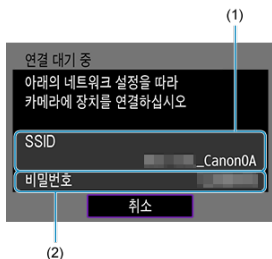 (1)
연결 대기 중
아래의 네트워크 설정을 따라
카메라에 장치를 연결하십시오
SSID
_Canon0A
비밀번호
취소
(2)